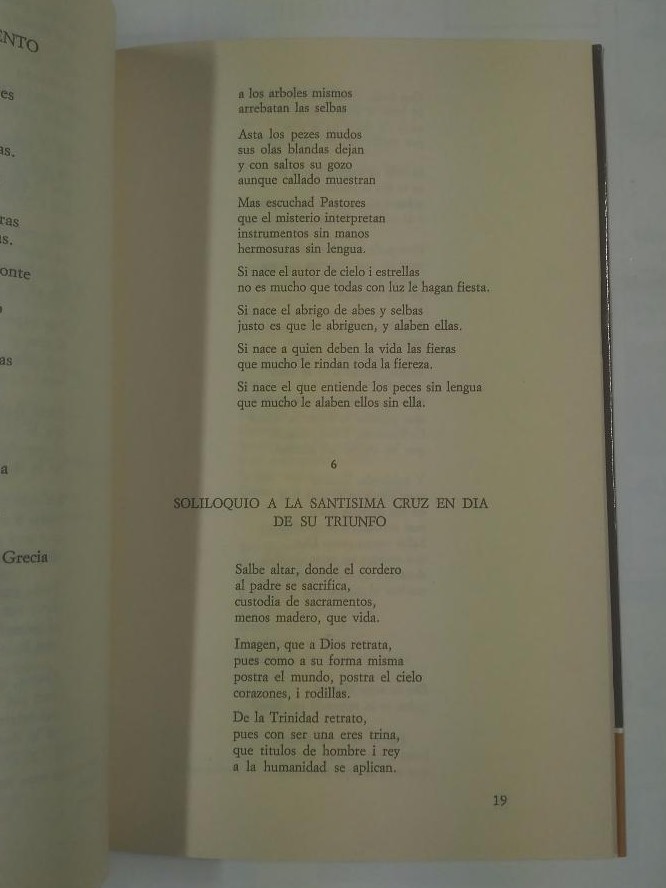 ENTO
es
as.
ras
as.
onte
o
as
a
Grecia
a los arboles mismos
arrebatan las selbas
Asta los pezes mudos
sus olas blandas dejan
y con saltos su gozo
aunque callado muestran
Mas escuchad Pastores
que el misterio interpretan
instrumentos sin manos
hermosuras sin lengua.
Si nace el autor de cielo i estrellas
no es mucho que todas con luz le hagan fiesta.
Si nace el abrigo de abes y selbas
justo es que le abriguen, y alaben ellas.
Si nace a quien deben la vida las fieras
que mucho le rindan toda la fiereza.
Si nace el que entiende los peces sin lengua
que mucho le alaben ellos sin ella.
6
SOLILOQUIO A LA SANTISIMA CRUZ EN DIA
DE SU TRIUNFO
Salbe altar, donde el cordero
al padre se sacrifica,
custodia de sacramentos,
menos madero, que vida.
Imagen, que a Dios retrata,
pues como a su forma misma
postra el mundo, postra el cielo
corazones, i rodillas.
De la Trinidad retrato,
pues con ser una eres trina,
que titulos de hombre i rey
a la humanidad se aplican.
19